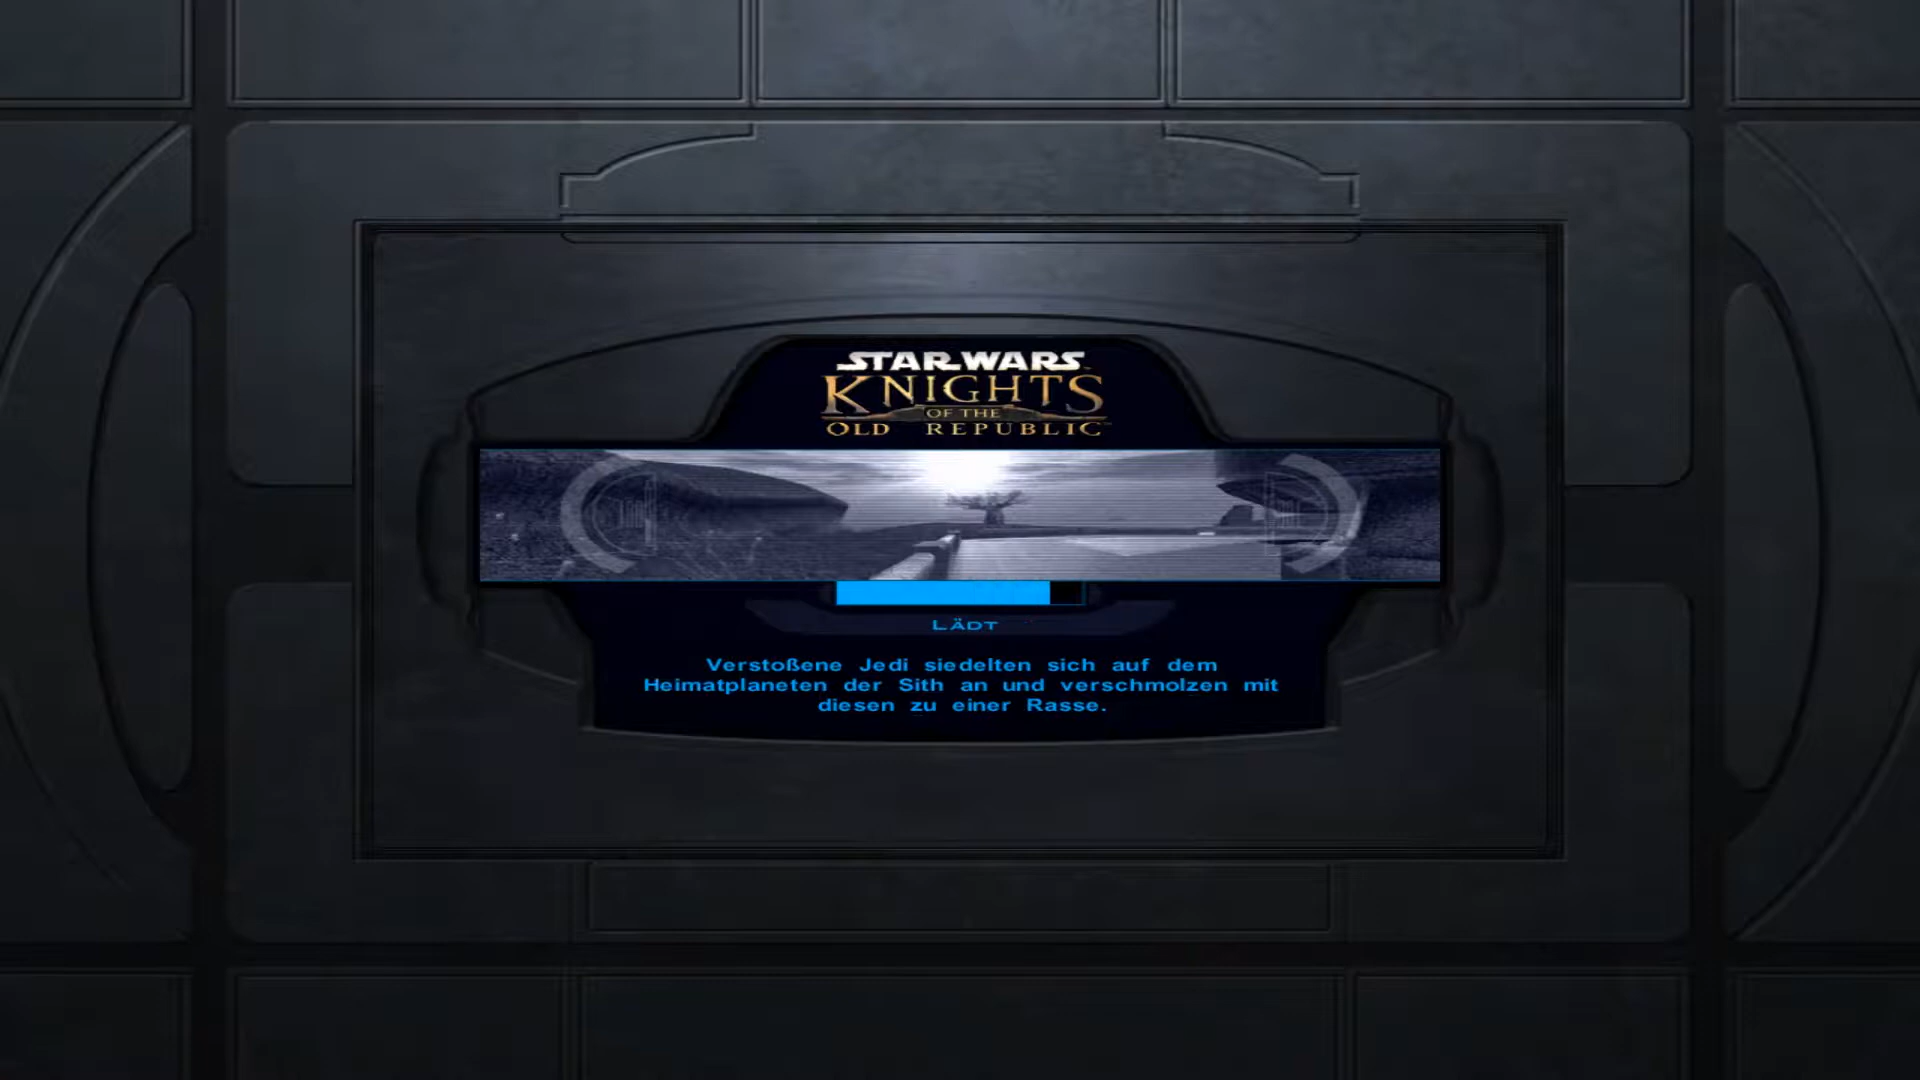 STAR WARS
KNIGHTS
OF THE
OLD REPUBLIC
LÄDT
Verstoßene Jedi siedelten sich auf dem
Heimatplaneten der Sith an und verschmolzen mit
diesen zu einer Rasse.